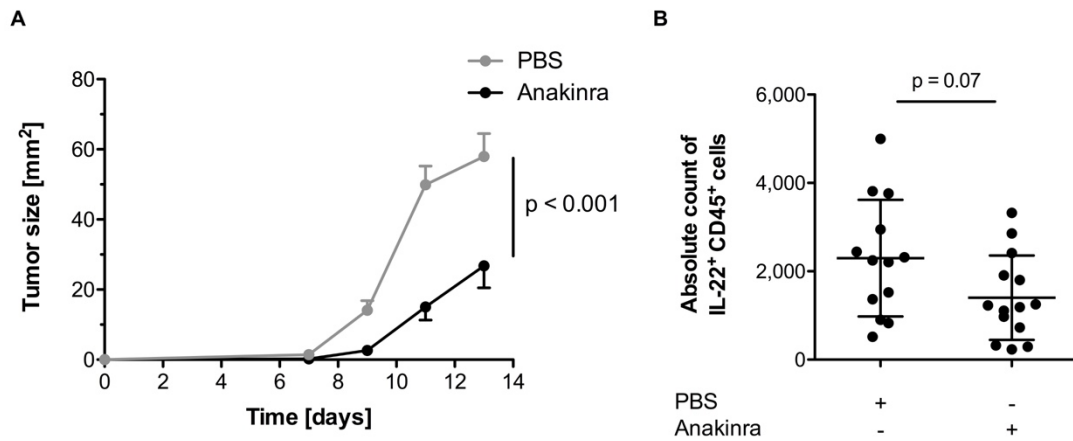 A
PBS
Anakinra
80
60
40
20
0
Tumor size [mm²]
0 2 4 6 8 10 12 14
Time [days]
p < 0.001
B
p = 0.07
6,000
4,000
2,000
0
Absolute count of
IL-22⁺ CD45⁺ cells
PBS + -
Anakinra - +